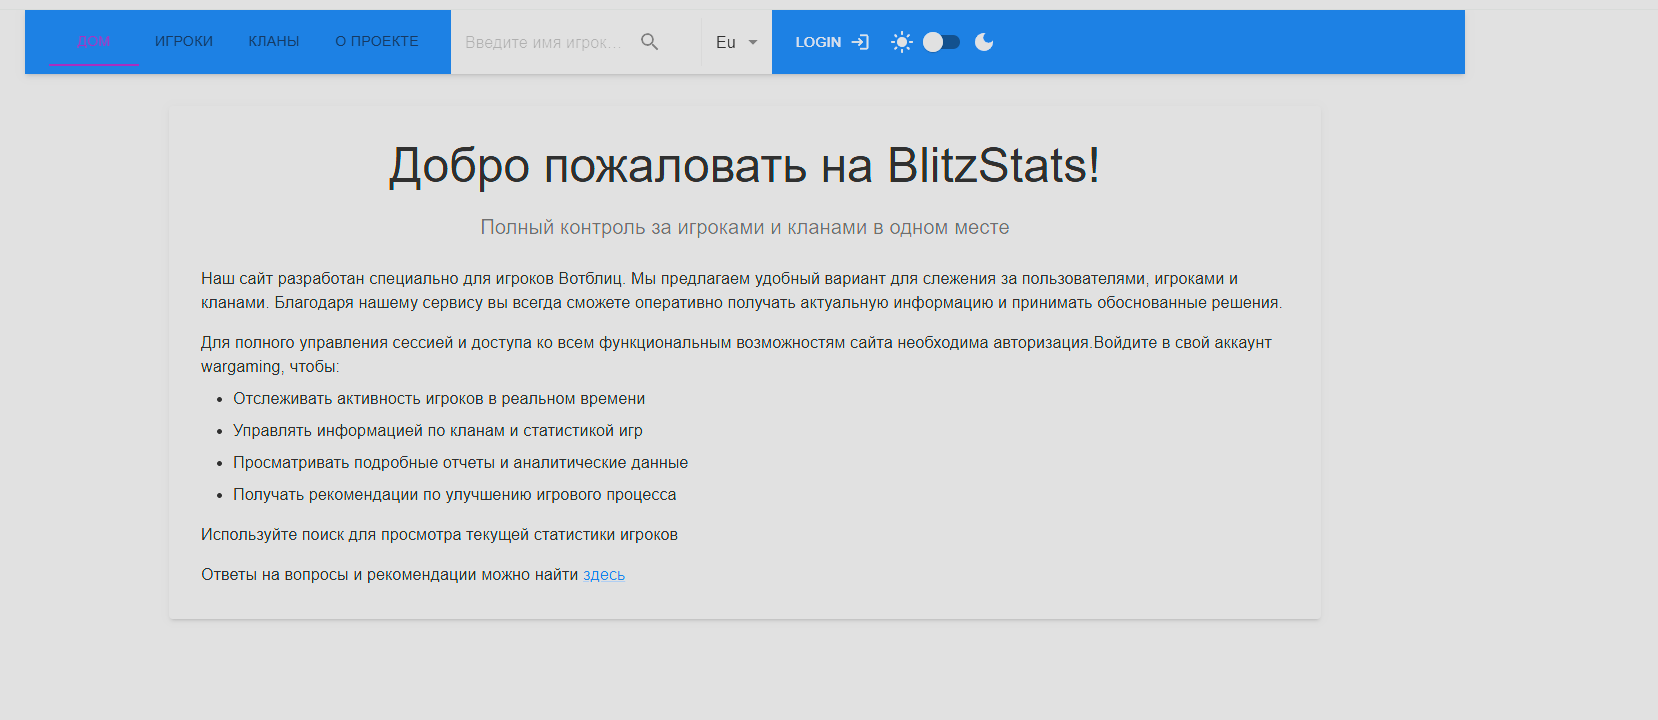 ДОМ ИГРОКИ КЛАНЫ О ПРОЕКТЕ Введите имя игрок... Eu LOGIN
Добро пожаловать на BlitzStats!
Полный контроль за игроками и кланами в одном месте
Наш сайт разработан специально для игроков Вотблиц. Мы предлагаем удобный вариант для слежения за пользователями, игроками и
кланами. Благодаря нашему сервису вы всегда сможете оперативно получать актуальную информацию и принимать обоснованные решения.
Для полного управления сессией и доступа ко всем функциональным возможностям сайта необходима авторизация.Войдите в свой аккаунт
wargaming, чтобы:
• Отслеживать активность игроков в реальном времени
• Управлять информацией по кланам и статистикой игр
• Просматривать подробные отчеты и аналитические данные
• Получать рекомендации по улучшению игрового процесса
Используйте поиск для просмотра текущей статистики игроков
Ответы на вопросы и рекомендации можно найти здесь